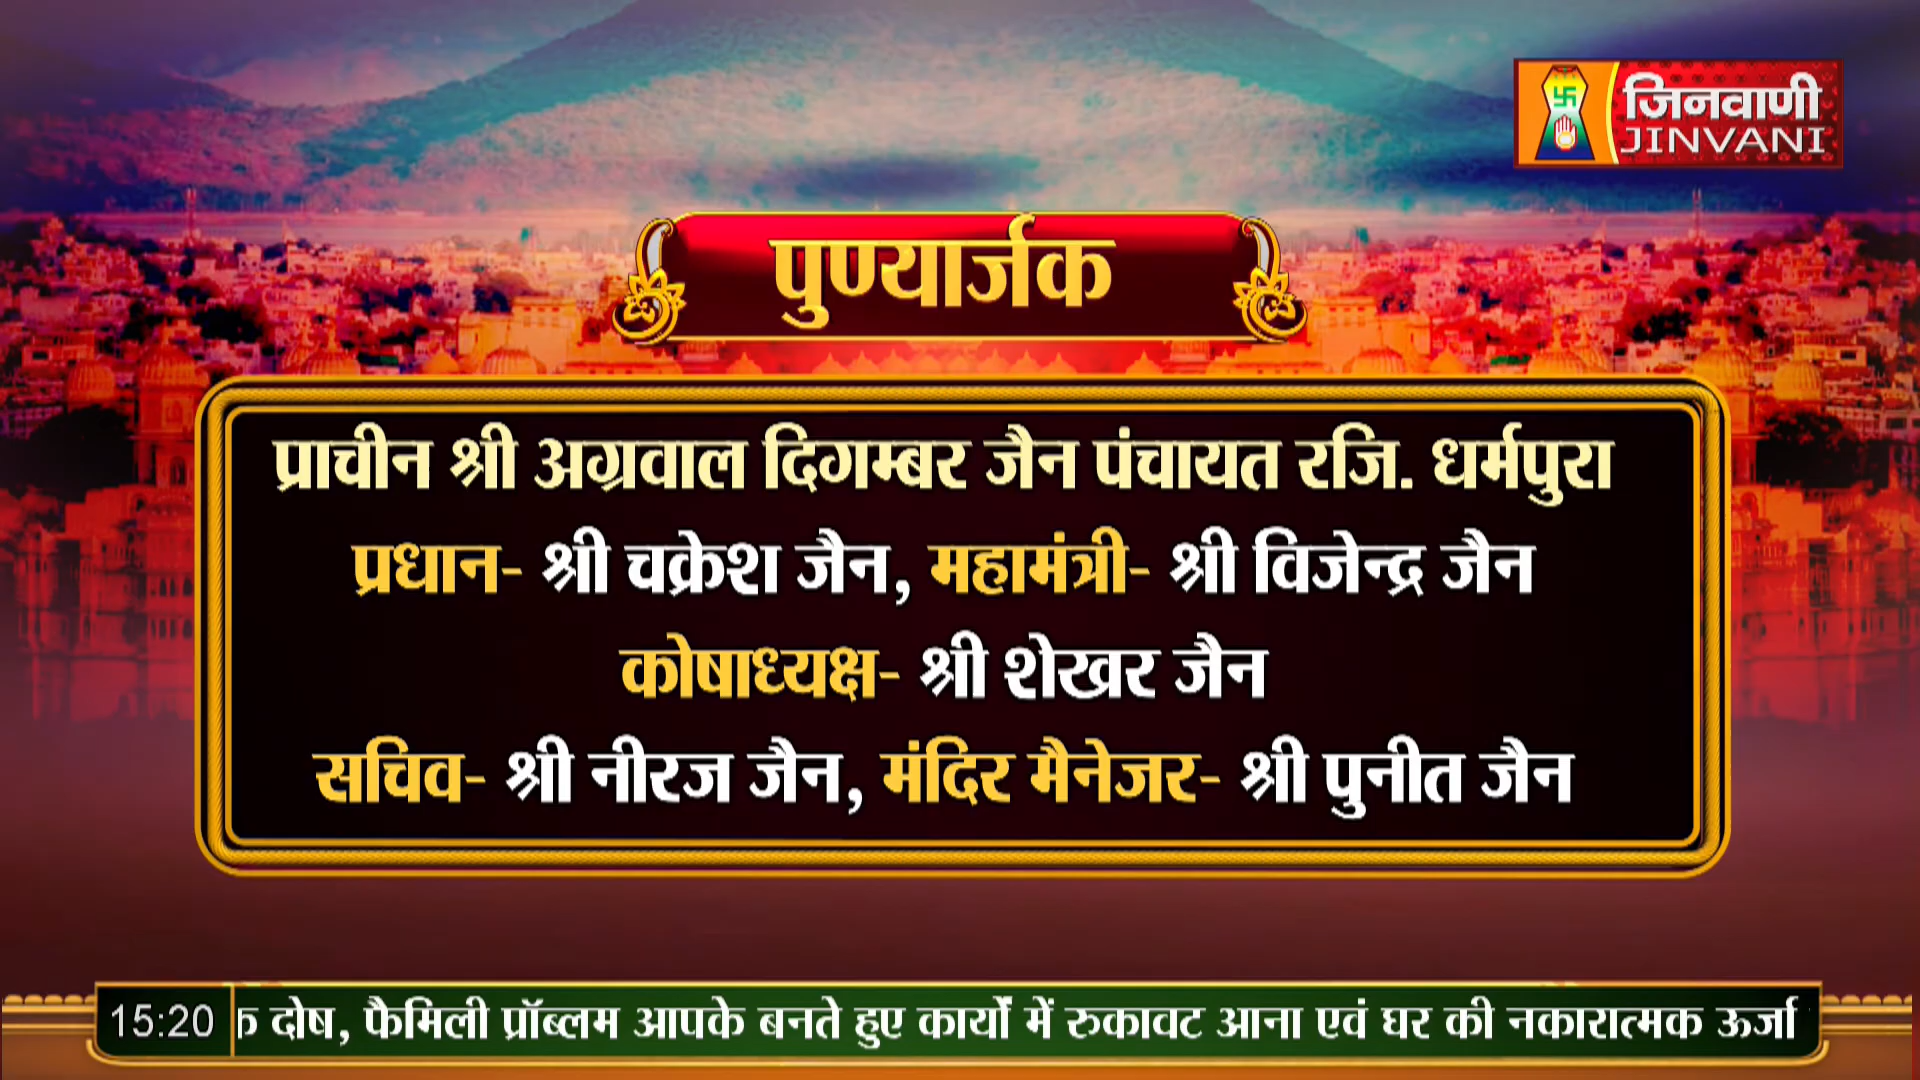 जिनवाणी
JINVANI
पुण्यार्जक
प्राचीन श्री अग्रवाल दिगम्बर जैन पंचायत रजि. धर्मपुरा
प्रधान- श्री चक्रेश जैन, महामंत्री- श्री विजेन्द्र जैन
कोषाध्यक्ष- श्री शेखर जैन
सचिव- श्री नीरज जैन, मंदिर मैनेजर- श्री पुनीत जैन
15:20
दोष, फैमिली प्रॉब्लम आपके बनते हुए कार्यों में रुकावट आना एवं घर की नकारात्मक ऊर्जा